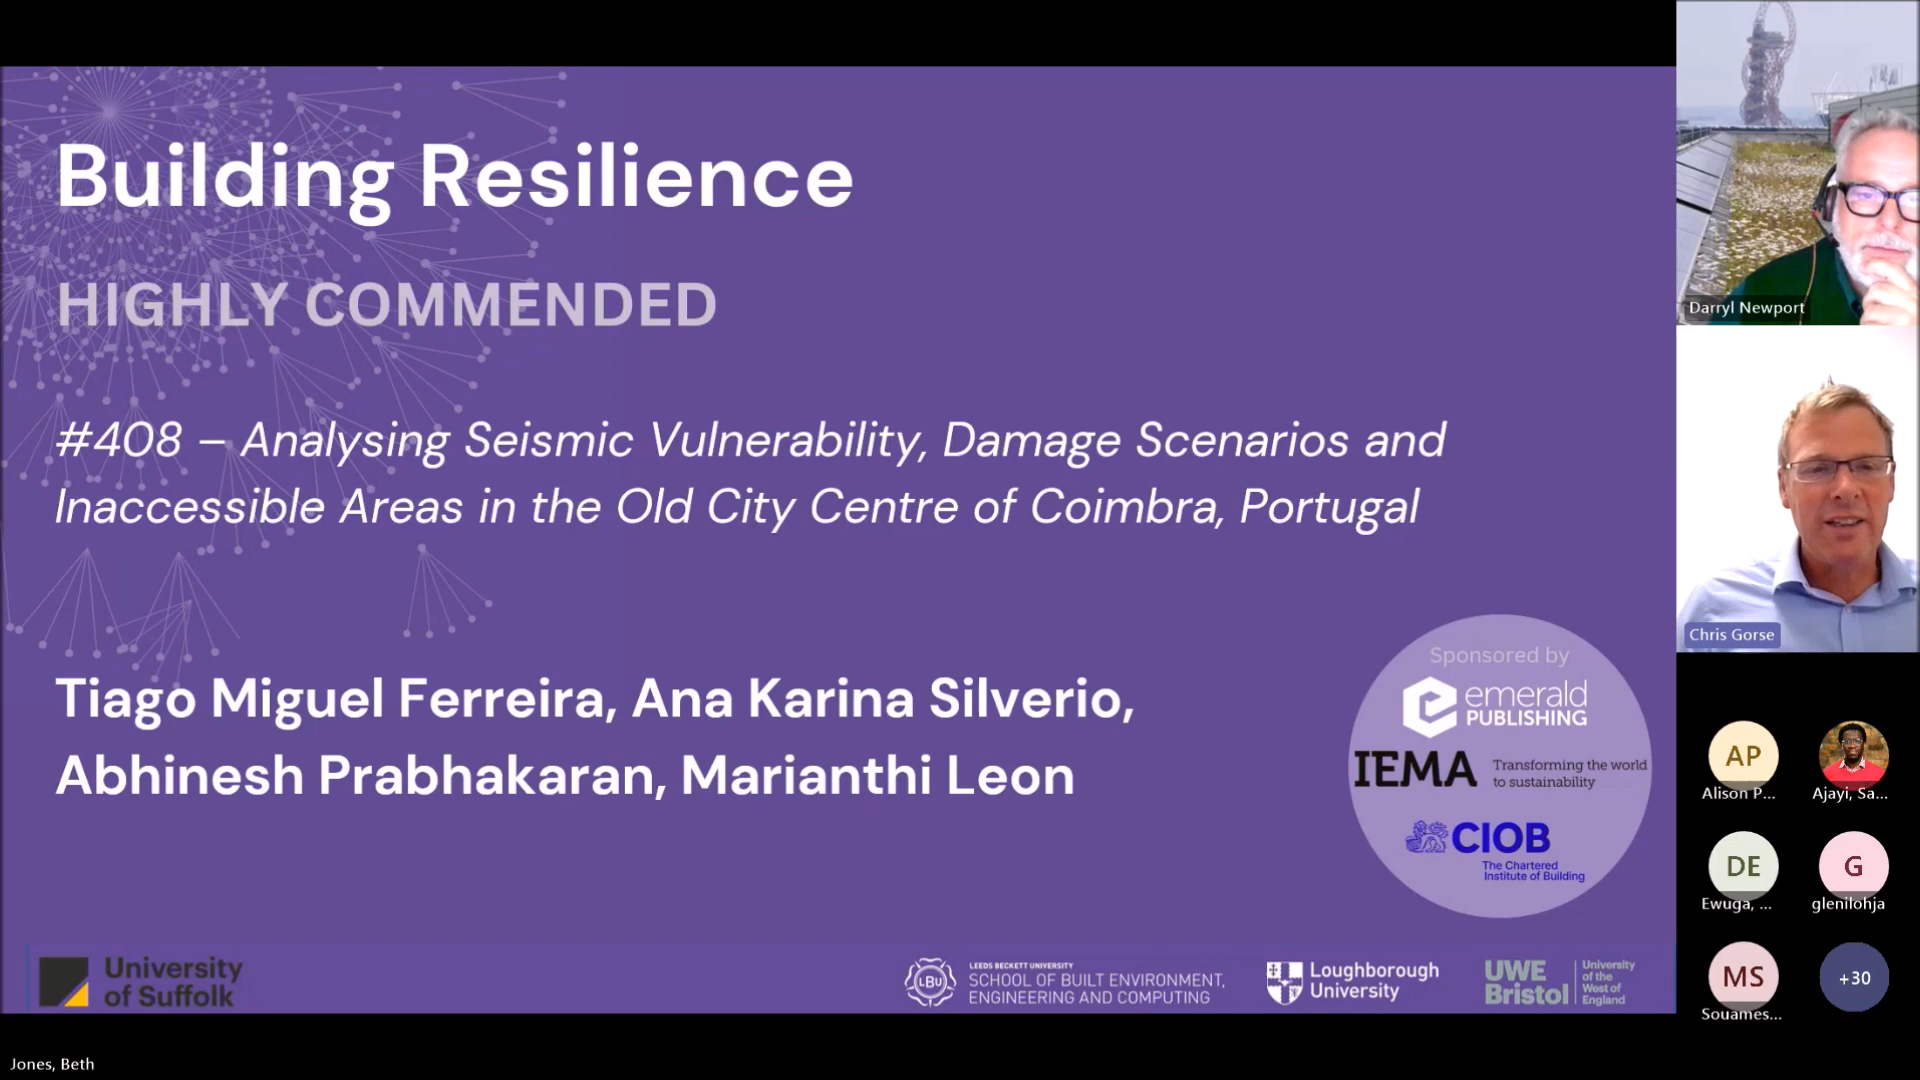 Building Resilience
HIGHLY COMMENDED
#408 – Analysing Seismic Vulnerability, Damage Scenarios and
Inaccessible Areas in the Old City Centre of Coimbra, Portugal
Tiago Miguel Ferreira, Ana Karina Silverio,
Abhinesh Prabhakaran, Marianthi Leon
Sponsored by
emerald
PUBLISHING
IEMA
Transforming the world
to sustainability
CIOB
The Chartered
Institute of Building
University
of Suffolk
LBU
LEEDS BECKETT UNIVERSITY
SCHOOL OF BUILT ENVIRONMENT,
ENGINEERING AND COMPUTING
Loughborough
University
UWE
Bristol
University
of the
West of
England
Darryl Newport
Chris Gorse
AP
Alison P...
Ajayi, Sa...
DE
Ewuga, ...
G
glenilohja
MS
Souames...
+30
Jones, Beth